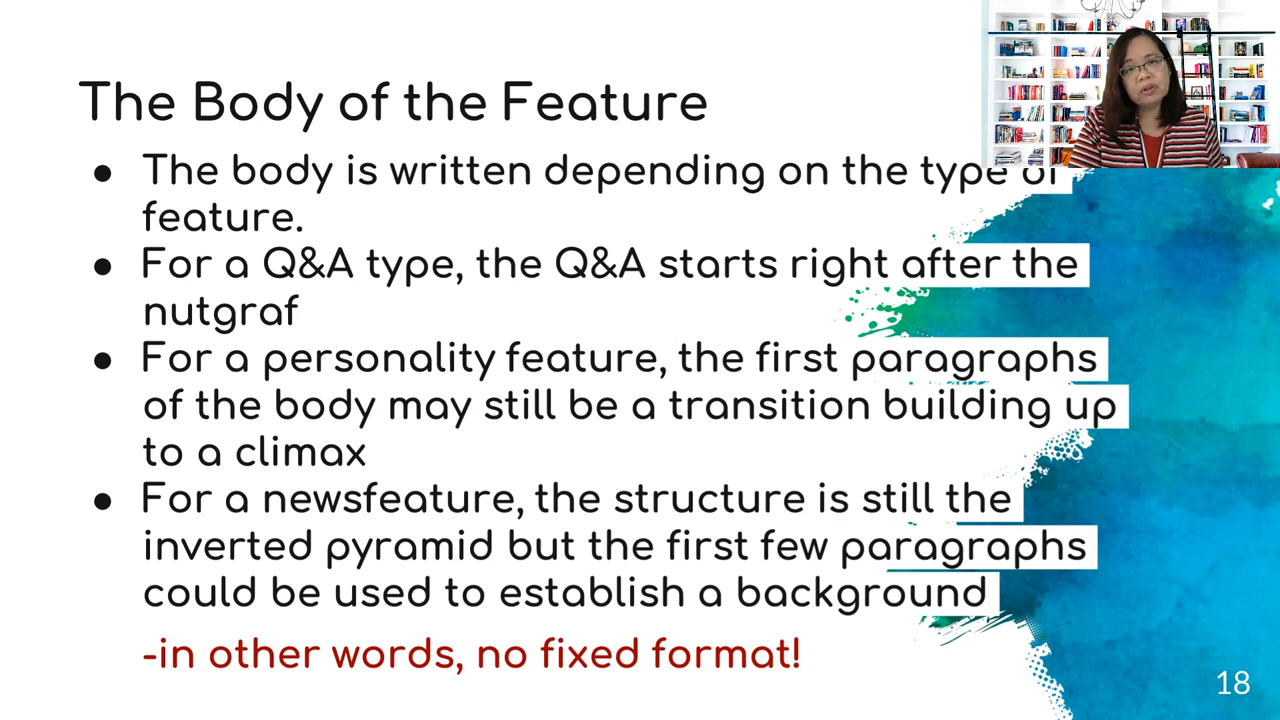 The Body of the Feature
● The body is written depending on the type of
feature.
● For a Q&A type, the Q&A starts right after the
nutgraf
● For a personality feature, the first paragraphs
of the body may still be a transition building up
to a climax
● For a newsfeature, the structure is still the
inverted pyramid but the first few paragraphs
could be used to establish a background
-in other words, no fixed format!
18